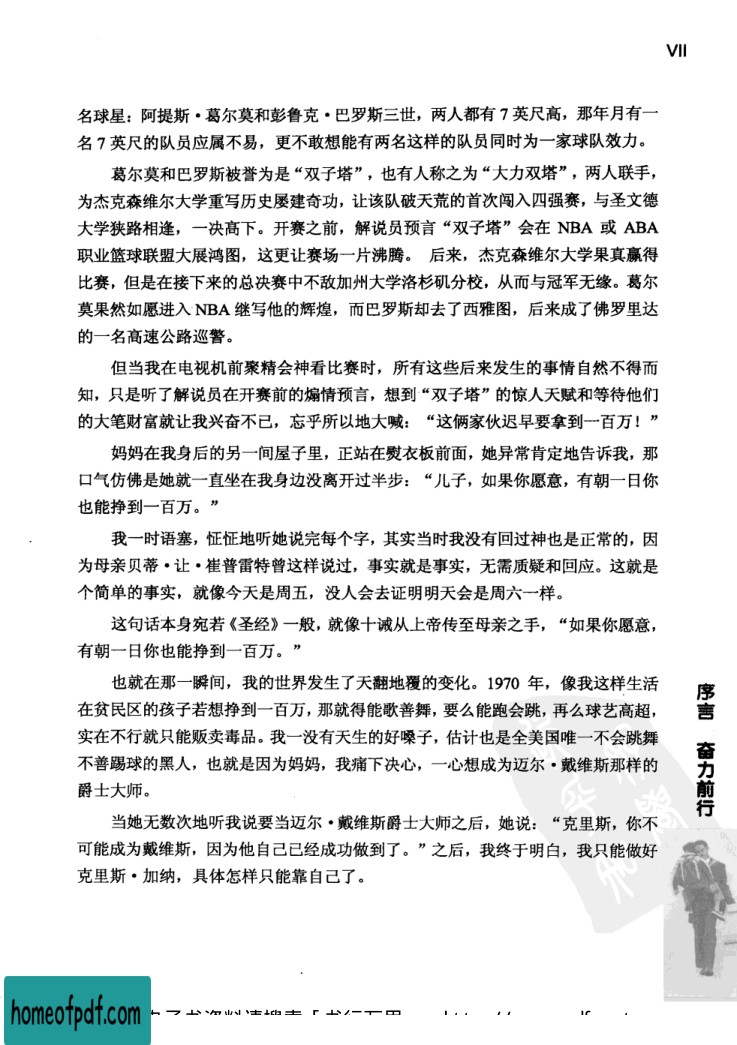 VII
名球星：阿提斯·葛尔莫和彭鲁克·巴罗斯三世，两人都有 7 英尺高，那年月有一
名 7 英尺的队员应属不易，更不敢想能有两名这样的队员同时为一家球队效力。
葛尔莫和巴罗斯被誉为是“双子塔”，也有人称之为“大力双塔”，两人联手，
为杰克森维尔大学重写历史屡建奇功，让该队破天荒的首次闯入四强赛，与圣文德
大学狭路相逢，一决高下。开赛之前，解说员预言“双子塔”会在 NBA 或 ABA
职业篮球联盟大展鸿图，这更让赛场一片沸腾。 后来，杰克森维尔大学果真赢得
比赛，但是在接下来的总决赛中不敌加州大学洛杉矶分校，从而与冠军无缘。葛尔
莫果然如愿进入 NBA 继写他的辉煌，而巴罗斯却去了西雅图，后来成了佛罗里达
的一名高速公路巡警。
但当我在电视机前聚精会神看比赛时，所有这些后来发生的事情自然不得而
知，只是听了解说员在开赛前的煽情预言，想到“双子塔”的惊人天赋和等待他们
的大笔财富就让我兴奋不已，忘乎所以地大喊：“这俩家伙迟早要拿到一百万！”
妈妈在我身后的另一间屋子里，正站在熨衣板前面，她异常肯定地告诉我，那
口气仿佛是她就一直坐在我身边没离开过半步：“儿子，如果你愿意，有朝一日你
也能挣到一百万。”
我一时语塞，怔怔地听她说完每个字，其实当时我没有回过神也是正常的，因
为母亲贝蒂·让·崔普雷特曾这样说过，事实就是事实，无需质疑和回应。这就是
个简单的事实，就像今天是周五，没人会去证明明天会是周六一样。
这句话本身宛若《圣经》一般，就像十诫从上帝传至母亲之手，“如果你愿意，
有朝一日你也能挣到一百万。”
也就在那一瞬间，我的世界发生了天翻地覆的变化。1970 年，像我这样生活
在贫民区的孩子若想挣到一百万，那就得能歌善舞，要么能跑会跳，再么球艺高超，
实在不行就只能贩卖毒品。我一没有天生的好嗓子，估计也是全美国唯一不会跳舞
不善踢球的黑人，也就是因为妈妈，我痛下决心，一心想成为迈尔·戴维斯那样的
爵士大师。
当她无数次地听我说要当迈尔·戴维斯爵士大师之后，她说：“克里斯，你不
可能成为戴维斯，因为他自己已经成功做到了。”之后，我终于明白，我只能做好
克里斯·加纳，具体怎样只能靠自己了。
序言 奋力前行
homeofpdf.com